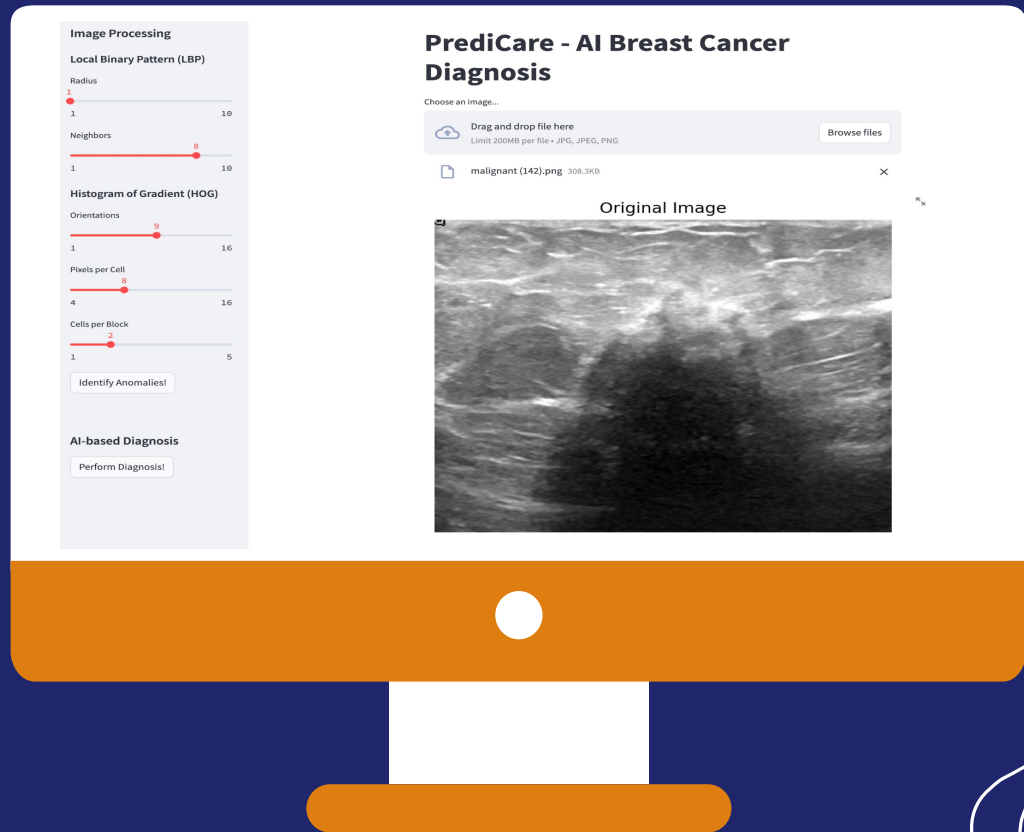 Image Processing
Local Binary Pattern (LBP)
Radius
1
1 10
Neighbors
8
1 10
Histogram of Gradient (HOG)
Orientations
9
1 16
Pixels per Cell
8
4 16
Cells per Block
2
1 5
Identify Anomalies!
AI-based Diagnosis
Perform Diagnosis!
PrediCare - AI Breast Cancer
Diagnosis
Choose an image...
Drag and drop file here
Limit 200MB per file • JPG, JPEG, PNG
Browse files
malignant (142).png 308.3KB
Original Image